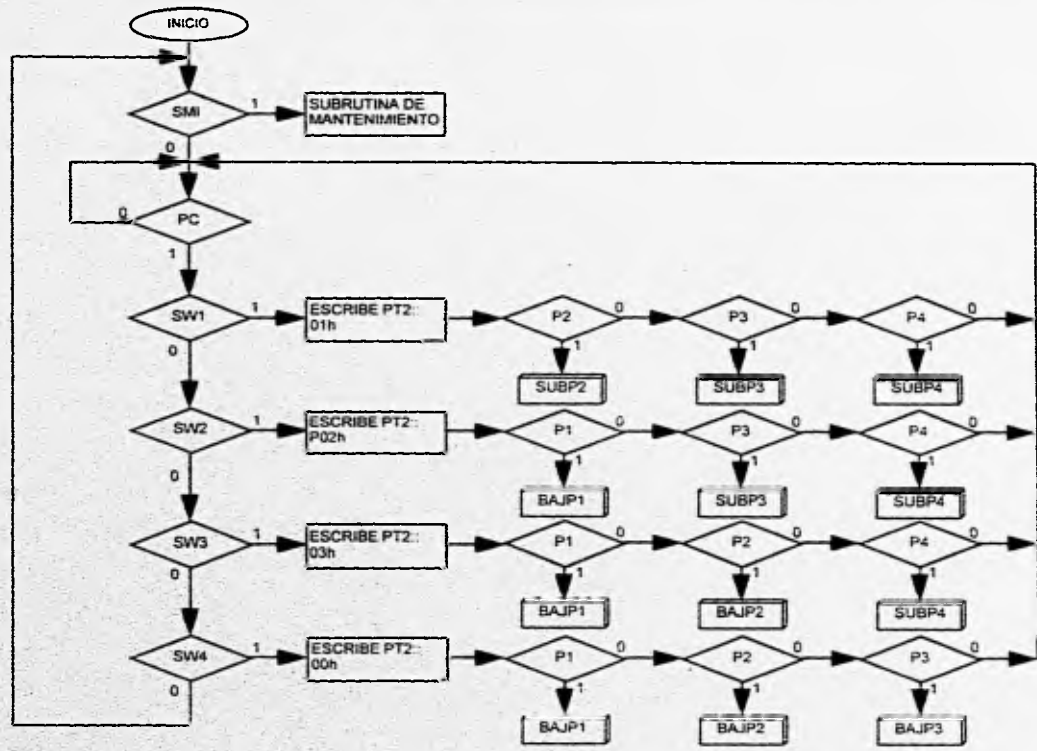 INICIO
SMI
1
SUBRUTINA DE
MANTENIMIENTO
0
0
PC
1
SW1
1
ESCRIBE PT2::
01h
P2
0
P3
0
P4
0
0
1
1
1
SUBP2
SUBP3
SUBP4
SW2
1
ESCRIBE PT2::
P02h
P1
0
P3
0
P4
0
0
1
1
1
BAJP1
SUBP3
SUBP4
SW3
1
ESCRIBE PT2::
03h
P1
0
P2
0
P4
0
0
1
1
1
BAJP1
BAJP2
SUBP4
SW4
1
ESCRIBE PT2::
00h
P1
0
P2
0
P3
0
0
1
1
1
BAJP1
BAJP2
BAJP3